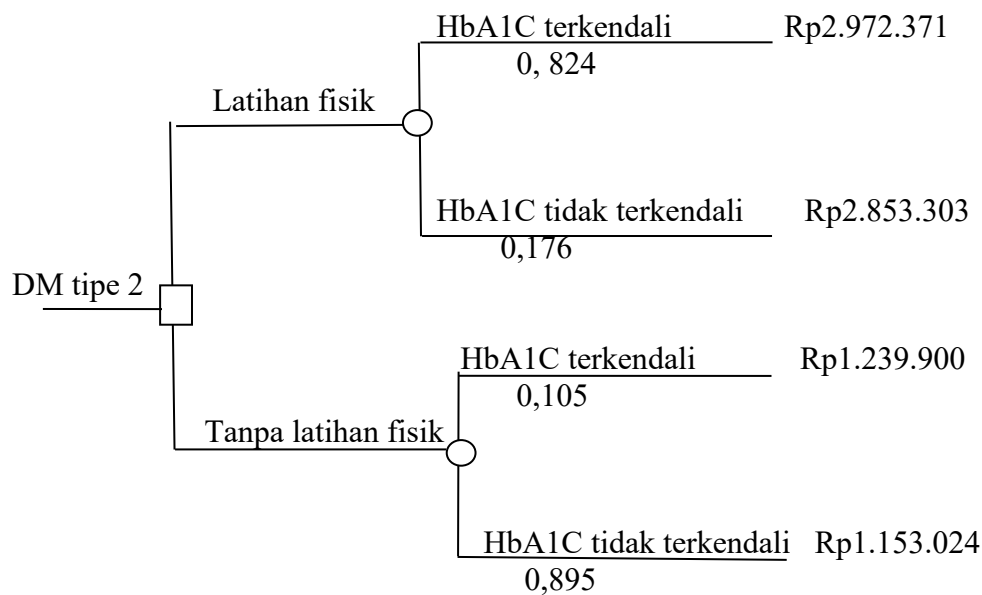 HbA1C terkendali Rp2.972.371
0, 824
Latihan fisik
HbA1C tidak terkendali Rp2.853.303
0,176
DM tipe 2
HbA1C terkendali Rp1.239.900
0,105
Tanpa latihan fisik
HbA1C tidak terkendali Rp1.153.024
0,895